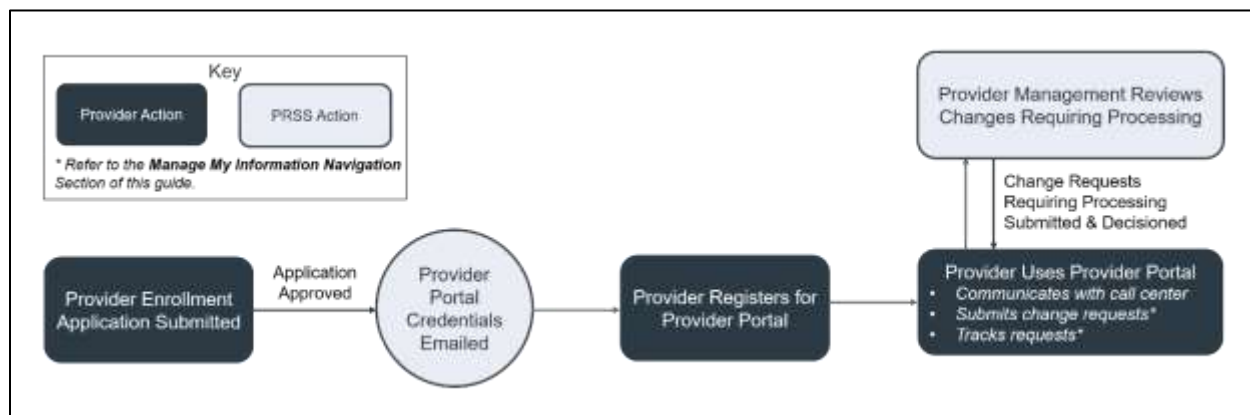 Key
Provider Action
PRSS Action
* Refer to the Manage My Information Navigation
Section of this guide.
Provider Management Reviews
Changes Requiring Processing
Change Requests
Requiring Processing
Submitted & Decisioned
Provider Enrollment
Application Submitted
Application
Approved
Provider
Portal
Credentials
Emailed
Provider Registers for
Provider Portal
Provider Uses Provider Portal
• Communicates with call center
• Submits change requests*
• Tracks requests*